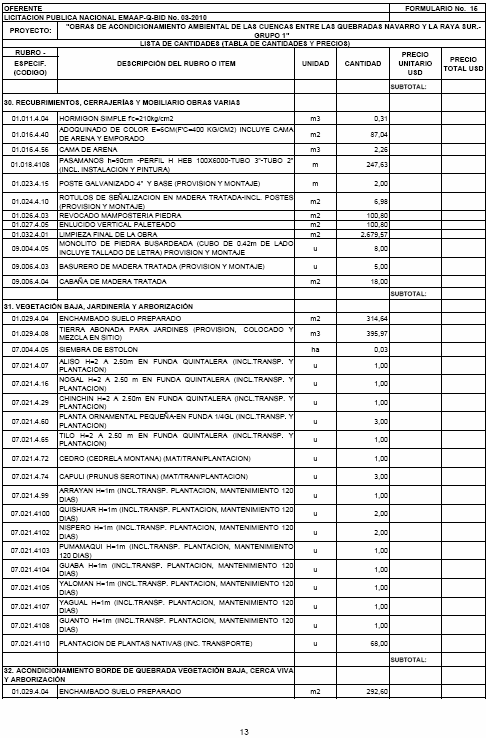 OFERENTE FORMULARIO No. 16
LICITACION PUBLICA NACIONAL EMAAP-Q-BID No. 03-2010
PROYECTO: "OBRAS DE ACONDICIONAMIENTO AMBIENTAL DE LAS CUENCAS ENTRE LAS QUEBRADAS NAVARRO Y LA RAYA SUR.-
GRUPO 1"
LISTA DE CANTIDADES (TABLA DE CANTIDADES Y PRECIOS)
RUBRO - ESPECIF. (CODIGO) DESCRIPCIÓN DEL RUBRO O ITEM UNIDAD CANTIDAD PRECIO UNITARIO USD PRECIO TOTAL USD
SUBTOTAL:
30. RECUBRIMIENTOS, CERRAJERÍAS Y MOBILIARIO OBRAS VARIAS
01.011.4.04 HORMIGON SIMPLE f'c=210kg/cm2 m3 0,31
01.016.4.40 ADOQUINADO DE COLOR E=6CM(F'C=400 KG/CM2) INCLUYE CAMA
DE ARENA Y EMPORADO m2 87,04
01.016.4.56 CAMA DE ARENA m3 2,26
01.018.4108 PASAMANOS h=90cm -PERFIL H HEB 100X6000-TUBO 3"-TUBO 2"
(INCL. INSTALACION Y PINTURA) m 247,63
01.023.4.15 POSTE GALVANIZADO 4" Y BASE (PROVISION Y MONTAJE) m 2,00
01.024.4.10 ROTULOS DE SEÑALIZACION EN MADERA TRATADA-INCL. POSTES
(PROVISION Y MONTAJE) m2 6,98
01.026.4.03 REVOCADO MAMPOSTERIA PIEDRA m2 100,80
01.027.4.05 ENLUCIDO VERTICAL PALETEADO m2 100,80
01.032.4.01 LIMPIEZA FINAL DE LA OBRA m2 2.679,57
09.004.4.05 MONOLITO DE PIEDRA BUSARDEADA (CUBO DE 0.42m DE LADO
INCLUYE TALLADO DE LETRA) PROVISION Y MONTAJE u 8,00
09.006.4.03 BASURERO DE MADERA TRATADA (PROVISION Y MONTAJE) u 5,00
09.006.4.04 CABAÑA DE MADERA TRATADA m2 18,00
SUBTOTAL:
31. VEGETACIÓN BAJA, JARDINERÍA Y ARBORIZACIÓN
01.029.4.04 ENCHAMBADO SUELO PREPARADO m2 314,64
01.029.4.08 TIERRA ABONADA PARA JARDINES (PROVISION, COLOCADO Y
MEZCLA EN SITIO) m3 395,97
07.004.4.05 SIEMBRA DE ESTOLON ha 0,03
07.021.4.07 ALISO H=2 A 2.50m EN FUNDA QUINTALERA (INCL.TRANSP. Y
PLANTACION) u 1,00
07.021.4.16 NOGAL H=2 A 2.50 m EN FUNDA QUINTALERA (INCL.TRANSP. Y
PLANTACION) u 1,00
07.021.4.29 CHINCHIN H=2 A 2.50m EN FUNDA QUINTALERA (INCL.TRANSP. Y
PLANTACION) u 1,00
07.021.4.60 PLANTA ORNAMENTAL PEQUEÑA-EN FUNDA 1/4GL (INCL.TRANSP. Y
PLANTACION) u 3,00
07.021.4.65 TILO H=2 A 2.50 m EN FUNDA QUINTALERA (INCL.TRANSP. Y
PLANTACION) u 1,00
07.021.4.72 CEDRO (CEDRELA MONTANA) (MAT/TRAN/PLANTACION) u 1,00
07.021.4.74 CAPULI (PRUNUS SEROTINA) (MAT/TRAN/PLANTACION) u 3,00
07.021.4.99 ARRAYAN H=1m (INCL.TRANSP. PLANTACION, MANTENIMIENTO 120
DIAS) u 1,00
07.021.4100 QUISHUAR H=1m (INCL.TRANSP. PLANTACION, MANTENIMIENTO 120
DIAS) u 2,00
07.021.4102 NISPERO H=1m (INCL.TRANSP. PLANTACION, MANTENIMIENTO 120
DIAS) u 2,00
07.021.4103 PUMAMAQUI H=1m (INCL.TRANSP. PLANTACION, MANTENIMIENTO
120 DIAS) u 1,00
07.021.4104 GUABA H=1m (INCL.TRANSP. PLANTACION, MANTENIMIENTO 120
DIAS) u 1,00
07.021.4105 YALOMAN H=1m (INCL.TRANSP. PLANTACION, MANTENIMIENTO 120
DIAS) u 1,00
07.021.4107 YAGUAL H=1m (INCL.TRANSP. PLANTACION, MANTENIMIENTO 120
DIAS) u 1,00
07.021.4108 GUANTO H=1m (INCL.TRANSP. PLANTACION, MANTENIMIENTO 120
DIAS) u 1,00
07.021.4110 PLANTACION DE PLANTAS NATIVAS (INC. TRANSPORTE) u 68,00
SUBTOTAL:
32. ACONDICIONAMIENTO BORDE DE QUEBRADA VEGETACIÓN BAJA, CERCA VIVA
Y ARBORIZACIÓN
01.029.4.04 ENCHAMBADO SUELO PREPARADO m2 292,60
13